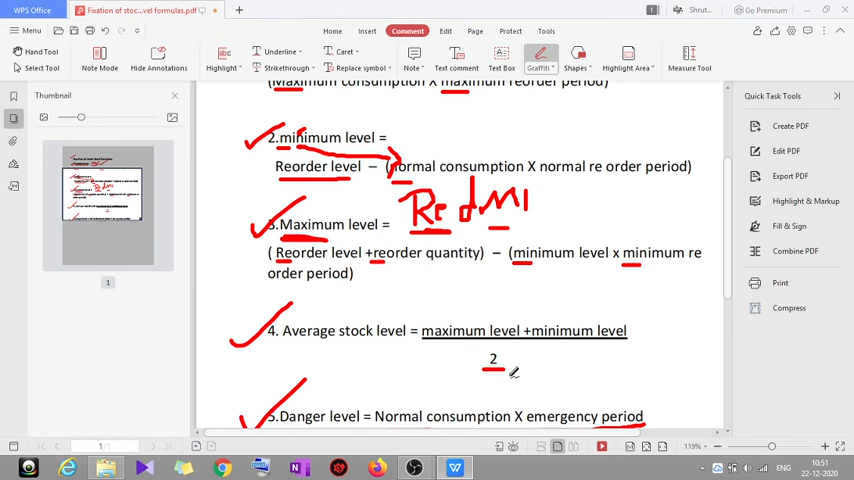 WPS Office
Fixation of stoc...vel formulas.pdf
+
1
Shrut...
Go Premium
Menu
Home
Insert
Comment
Edit
Page
Protect
Tools
Hand Tool
Select Tool
Note Mode
Hide Annotations
Highlight
Underline
Strikethrough
Caret
Replace symbol
Note
Text comment
Text Box
Graffiti
Shapes
Highlight Area
Measure Tool
Thumbnail
Quick Task Tools
Create PDF
Edit PDF
Export PDF
Highlight & Markup
Fill & Sign
Combine PDF
Print
Compress
1
(Maximum consumption X maximum reorder period)
2.minimum level =
Reorder level – (normal consumption X normal re order period)
Re d MI
3.Maximum level =
( Reorder level +reorder quantity) – (minimum level x minimum re
order period)
4. Average stock level = maximum level +minimum level
2
5.Danger level = Normal consumption X emergency period
1/1
119%
ENG
10:51
22-12-2020